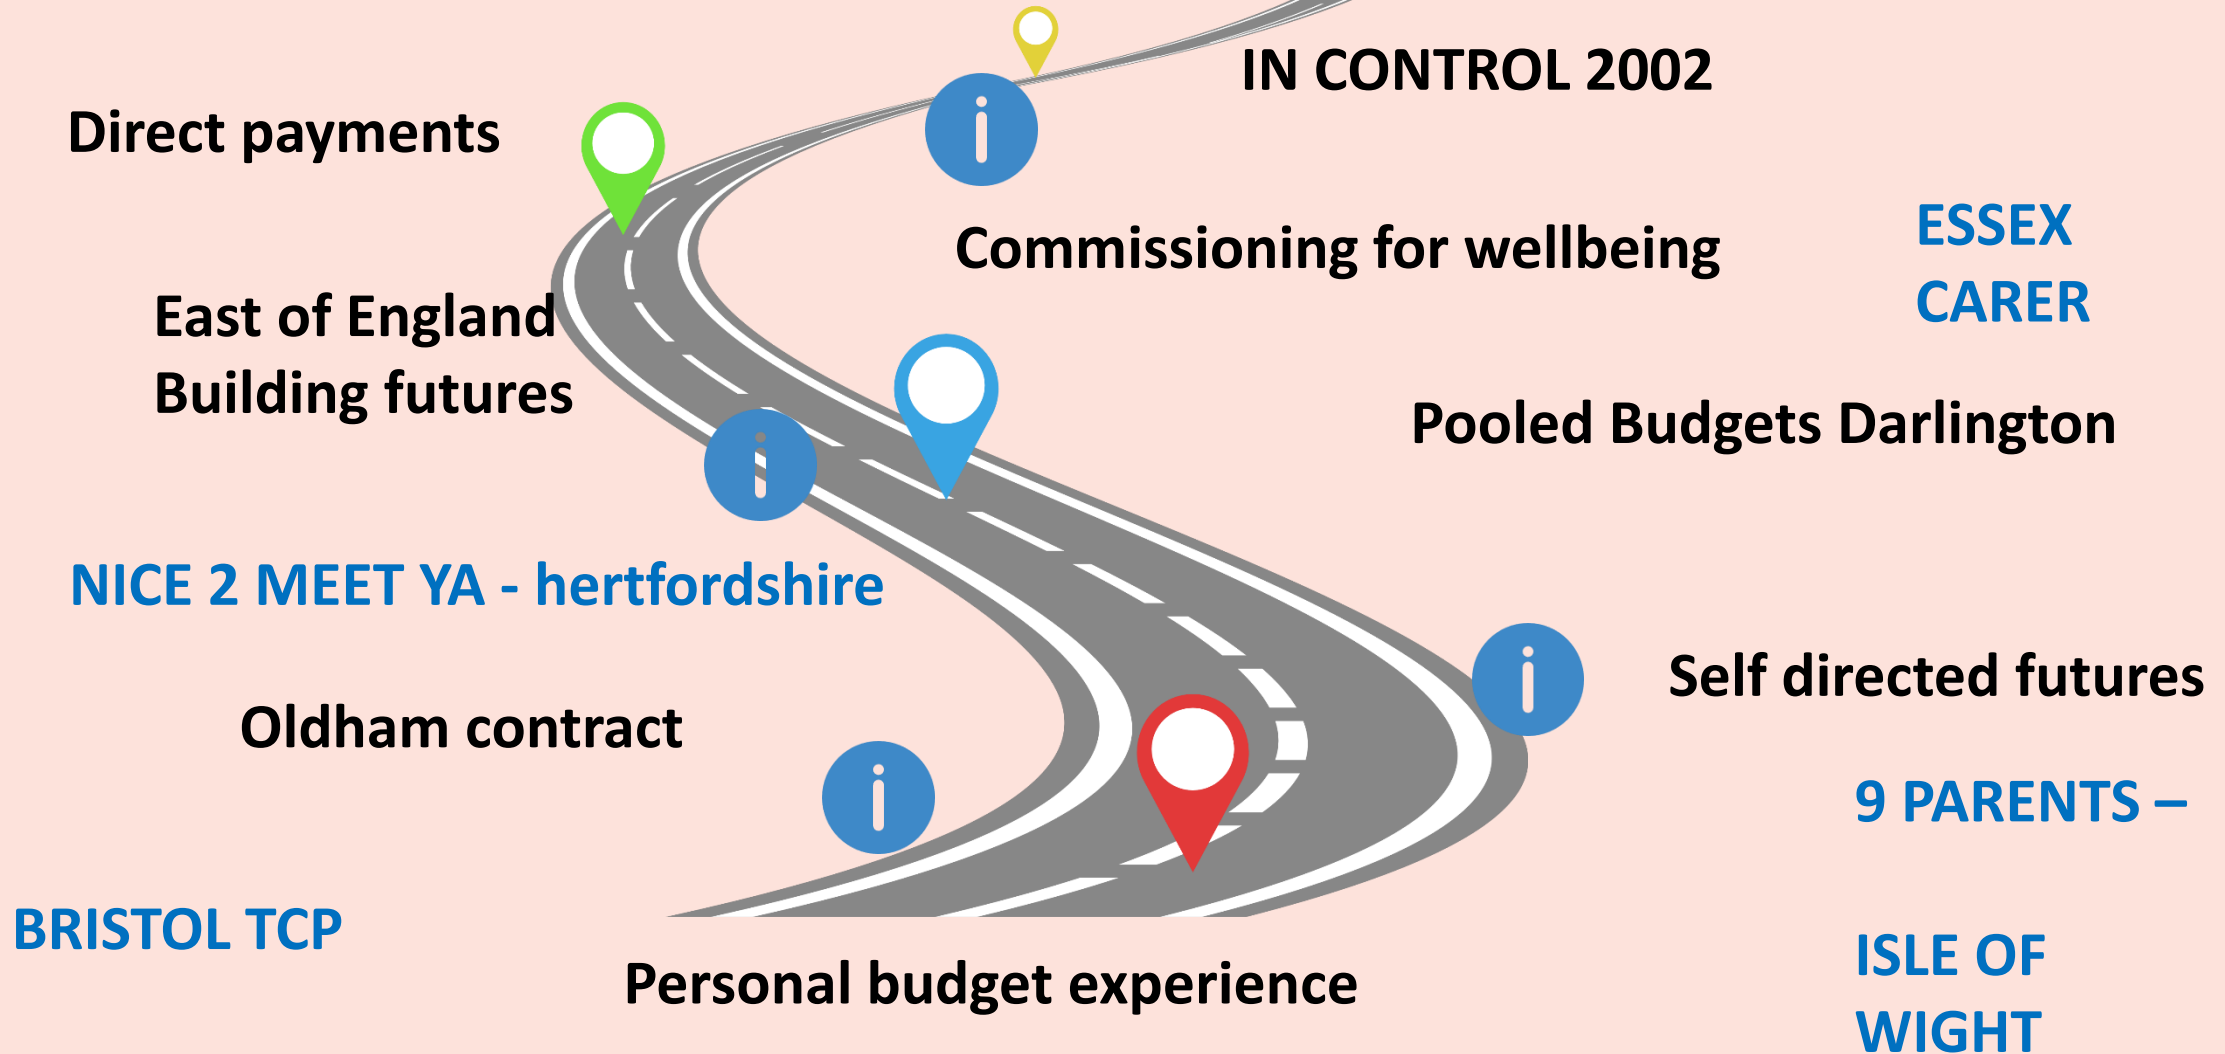 IN CONTROL 2002
Direct payments
Commissioning for wellbeing
ESSEX
CARER
East of England
Building futures
Pooled Budgets Darlington
NICE 2 MEET YA - hertfordshire
Self directed futures
Oldham contract
9 PARENTS –
BRISTOL TCP
ISLE OF
WIGHT
Personal budget experience